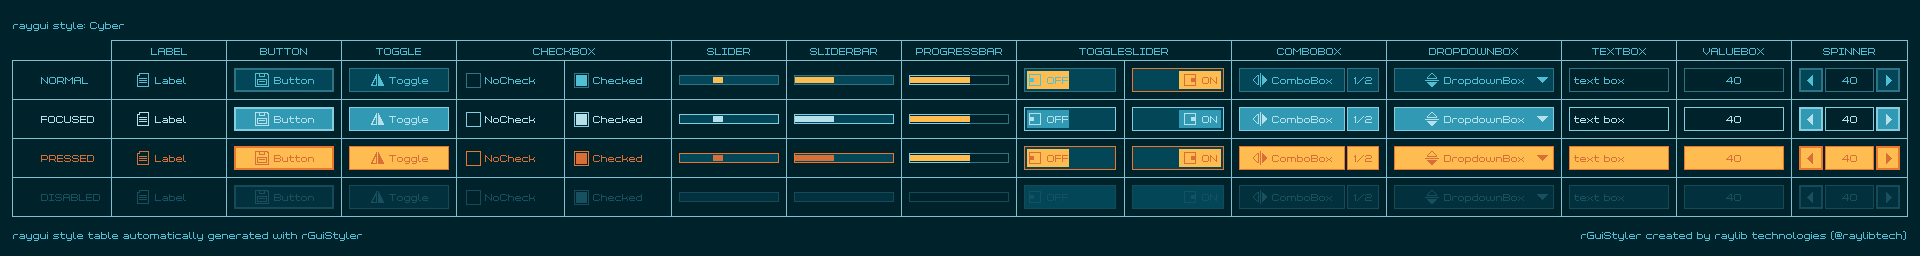 raygui style: Cyber
LABEL BUTTON TOGGLE CHECKBOX SLIDER SLIDERBAR PROGRESSBAR TOGGLESLIDER COMBOBOX DROPDOWNBOX TEXTBOX VALUEBOX SPINNER
NORMAL Label Button Toggle NoCheck Checked OFF ON ComboBox 1/2 DropdownBox text box 40 40
FOCUSED Label Button Toggle NoCheck Checked OFF ON ComboBox 1/2 DropdownBox text box 40 40
PRESSED Label Button Toggle NoCheck Checked OFF ON ComboBox 1/2 DropdownBox text box 40 40
DISABLED Label Button Toggle NoCheck Checked OFF ON ComboBox 1/2 DropdownBox text box 40 40
raygui style table automatically generated with rGuiStyler
rGuiStyler created by raylib technologies (@raylibtech)